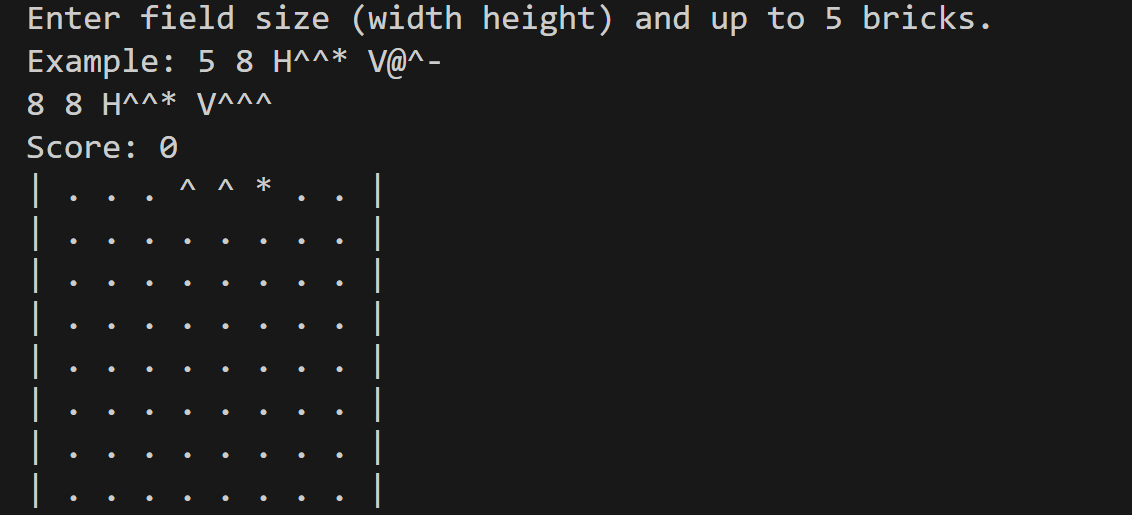 Enter field size (width height) and up to 5 bricks.
Example: 5 8 H^^* V@^-
8 8 H^^* V^^^
Score: 0
| . . . ^ ^ * . . |
| . . . . . . . . |
| . . . . . . . . |
| . . . . . . . . |
| . . . . . . . . |
| . . . . . . . . |
| . . . . . . . . |
| . . . . . . . . |